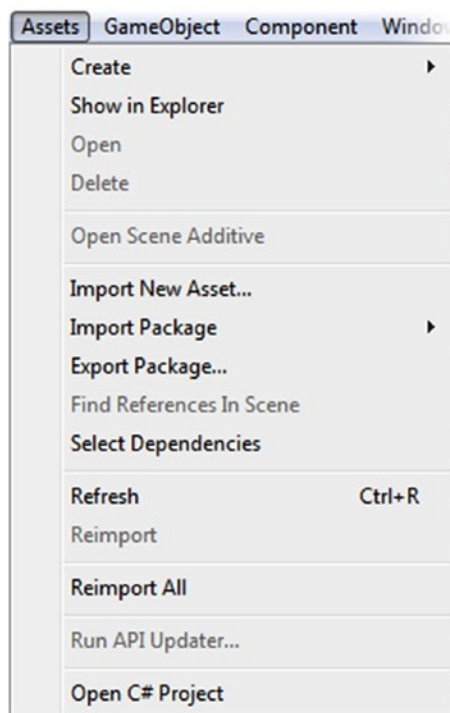 Assets GameObject Component Windo
Create
Show in Explorer
Open
Delete
Open Scene Additive
Import New Asset...
Import Package
Export Package...
Find References In Scene
Select Dependencies
Refresh Ctrl+R
Reimport
Reimport All
Run API Updater...
Open C# Project